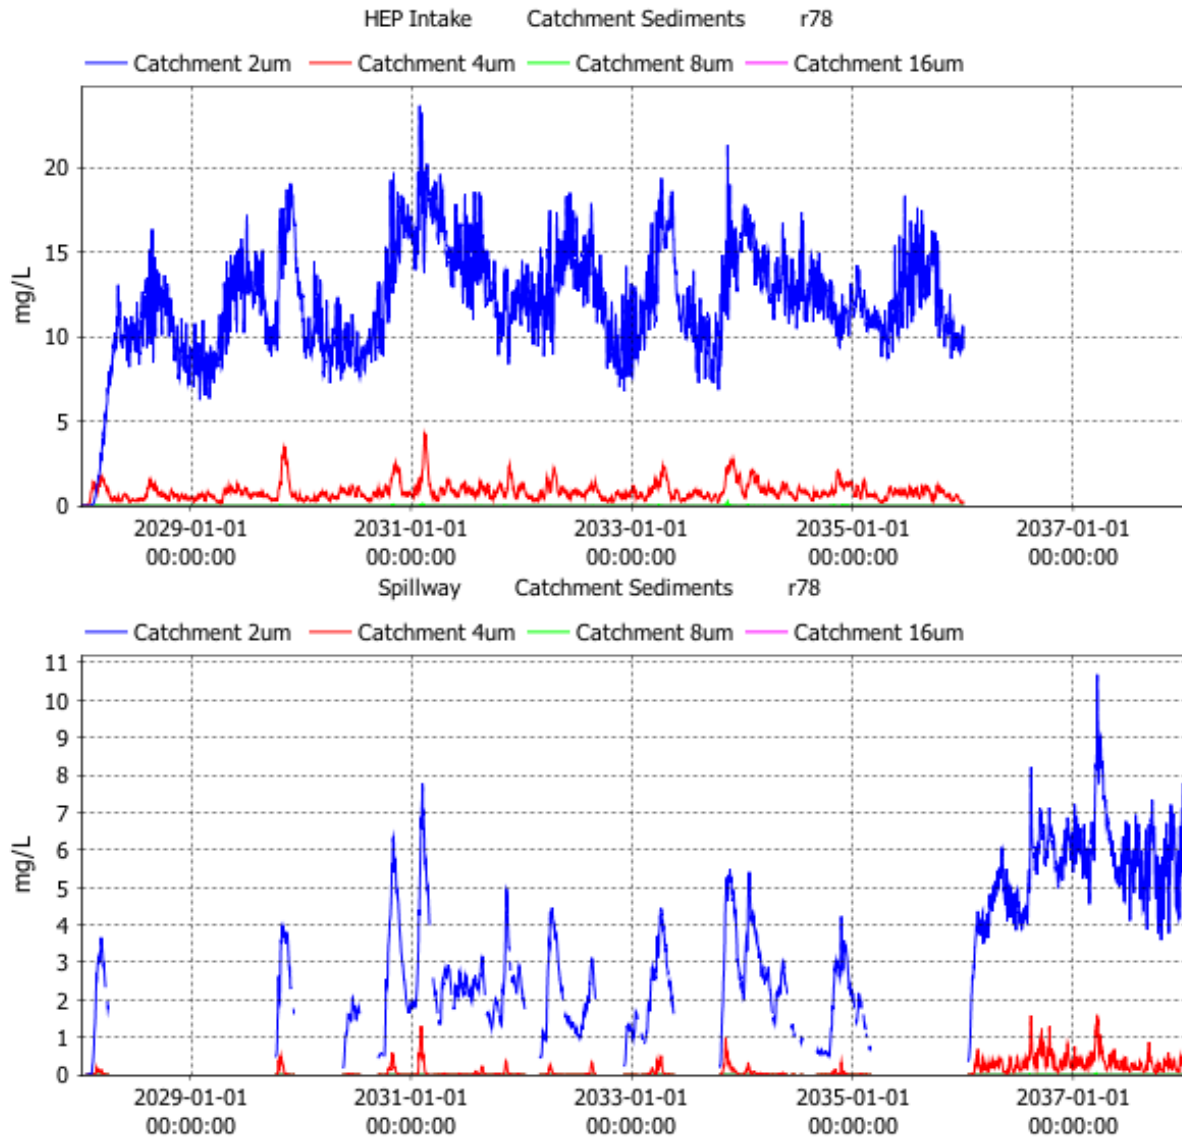 HEP Intake Catchment Sediments r78
Catchment 2um Catchment 4um Catchment 8um Catchment 16um
20
15
mg/L
10
5
0
2029-01-01 2031-01-01 2033-01-01 2035-01-01 2037-01-01
00:00:00 00:00:00 00:00:00 00:00:00 00:00:00
Spillway Catchment Sediments r78
Catchment 2um Catchment 4um Catchment 8um Catchment 16um
11
10
9
8
7
6
mg/L
5
4
3
2
1
0
2029-01-01 2031-01-01 2033-01-01 2035-01-01 2037-01-01
00:00:00 00:00:00 00:00:00 00:00:00 00:00:00